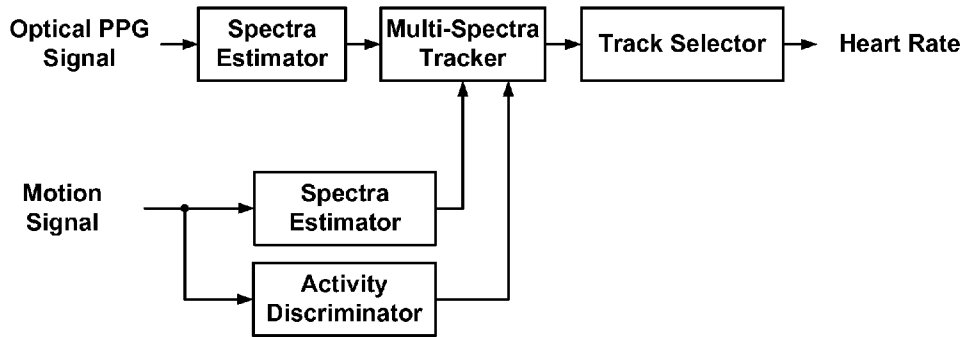 Optical PPG
Signal
Spectra
Estimator
Multi-Spectra
Tracker
Track Selector
Heart Rate
Motion
Signal
Spectra
Estimator
Activity
Discriminator